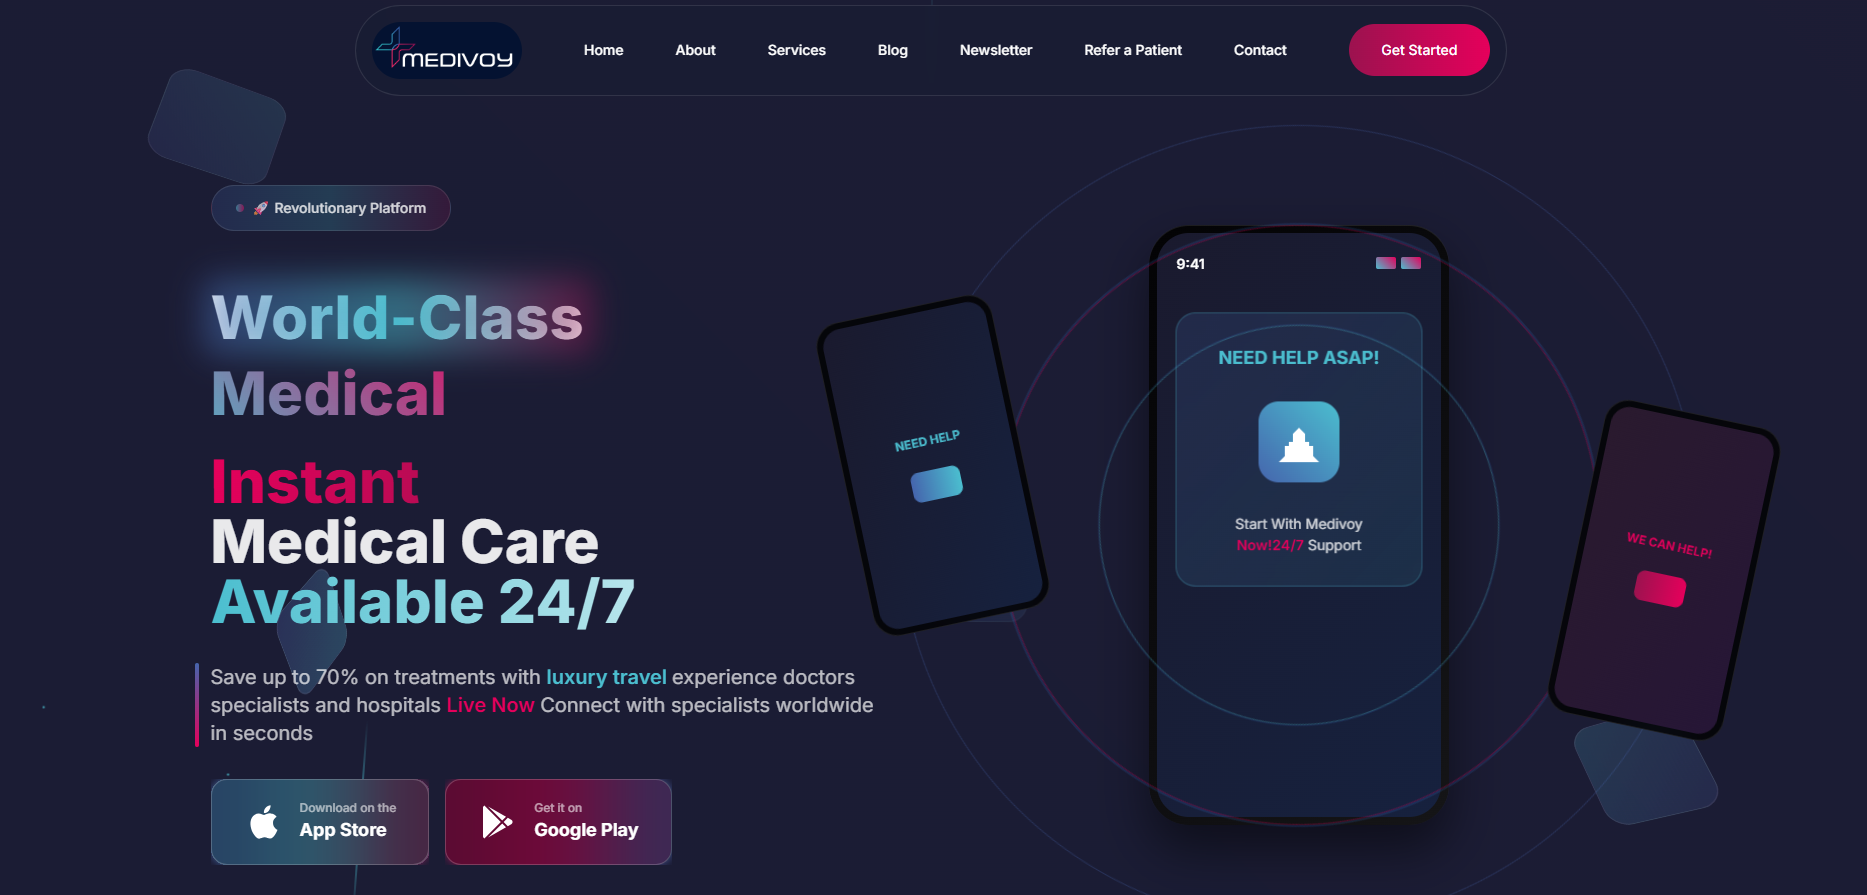 MEDIVOY
Home
About
Services
Blog
Newsletter
Refer a Patient
Contact
Get Started
🚀 Revolutionary Platform
World-Class
Medical
Instant
Medical Care
Available 24/7
Save up to 70% on treatments with luxury travel experience doctors
specialists and hospitals Live Now Connect with specialists worldwide
in seconds
Download on the
App Store
Get it on
Google Play
NEED HELP
9:41
NEED HELP ASAP!
Start With Medivoy
Now!24/7 Support
WE CAN HELP!